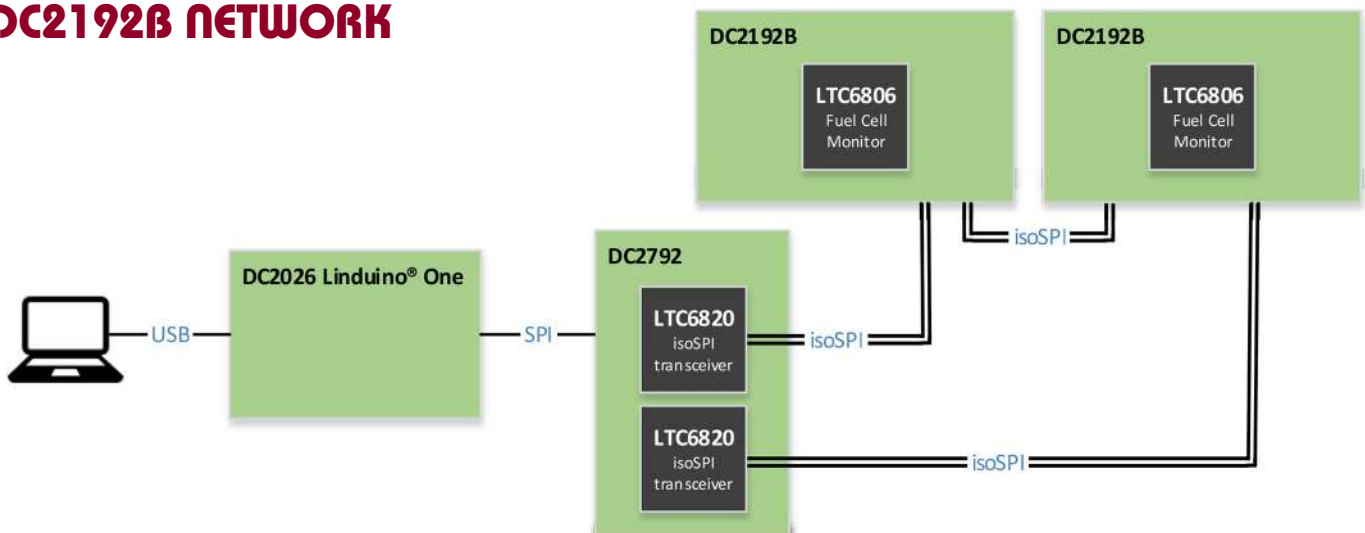 DC2192B NETWORK
DC2192B
LTC6806
Fuel Cell
Monitor
DC2192B
LTC6806
Fuel Cell
Monitor
isoSPI
DC2026 Linduino® One
USB
SPI
DC2792
LTC6820
isoSPI
transceiver
isoSPI
LTC6820
isoSPI
transceiver
isoSPI